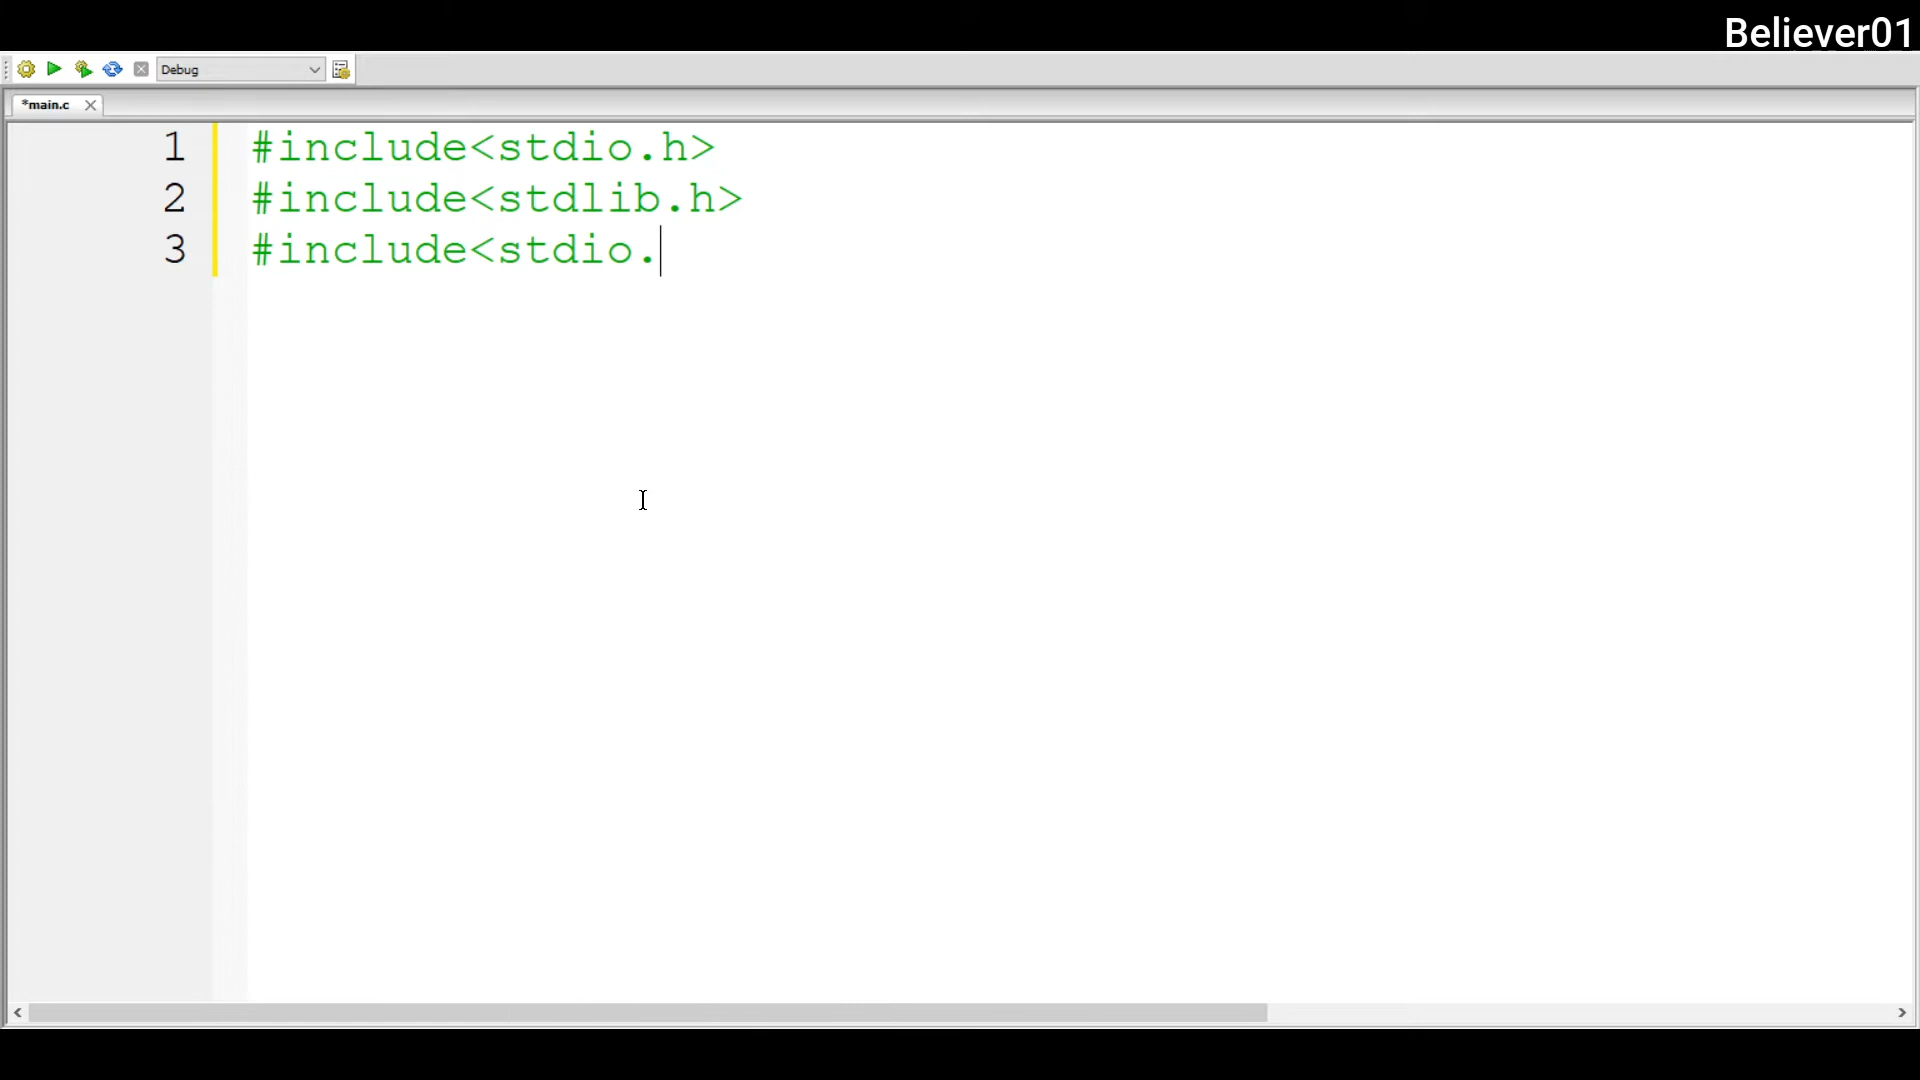 Believer01
Debug
*main.c
1 #include<stdio.h>
2 #include<stdlib.h>
3 #include<stdio.